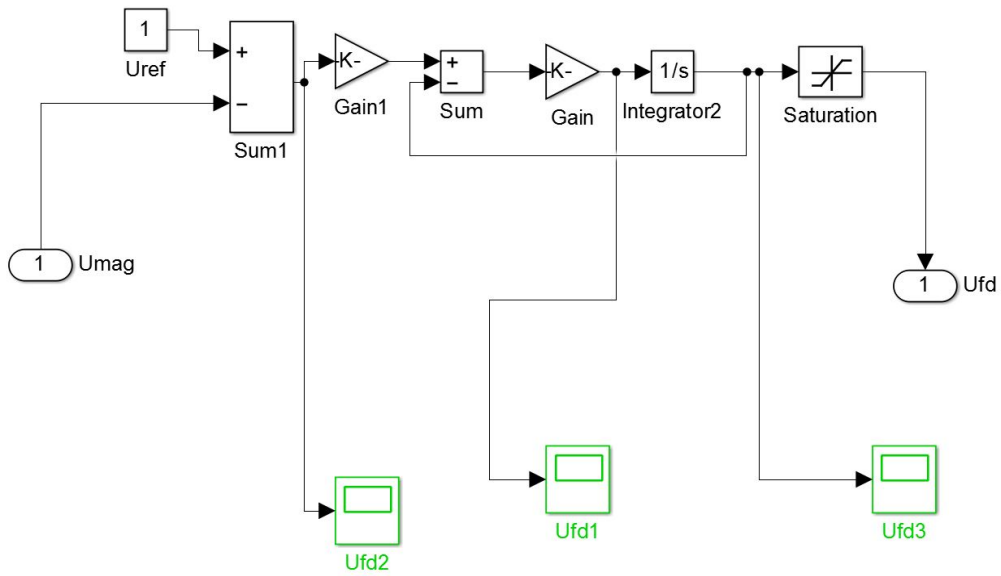 1
Uref
+
−
Sum1
K-
Gain1
+
−
Sum
K-
Gain
1/s
Integrator2
Saturation
1
Umag
1
Ufd
Ufd2
Ufd1
Ufd3